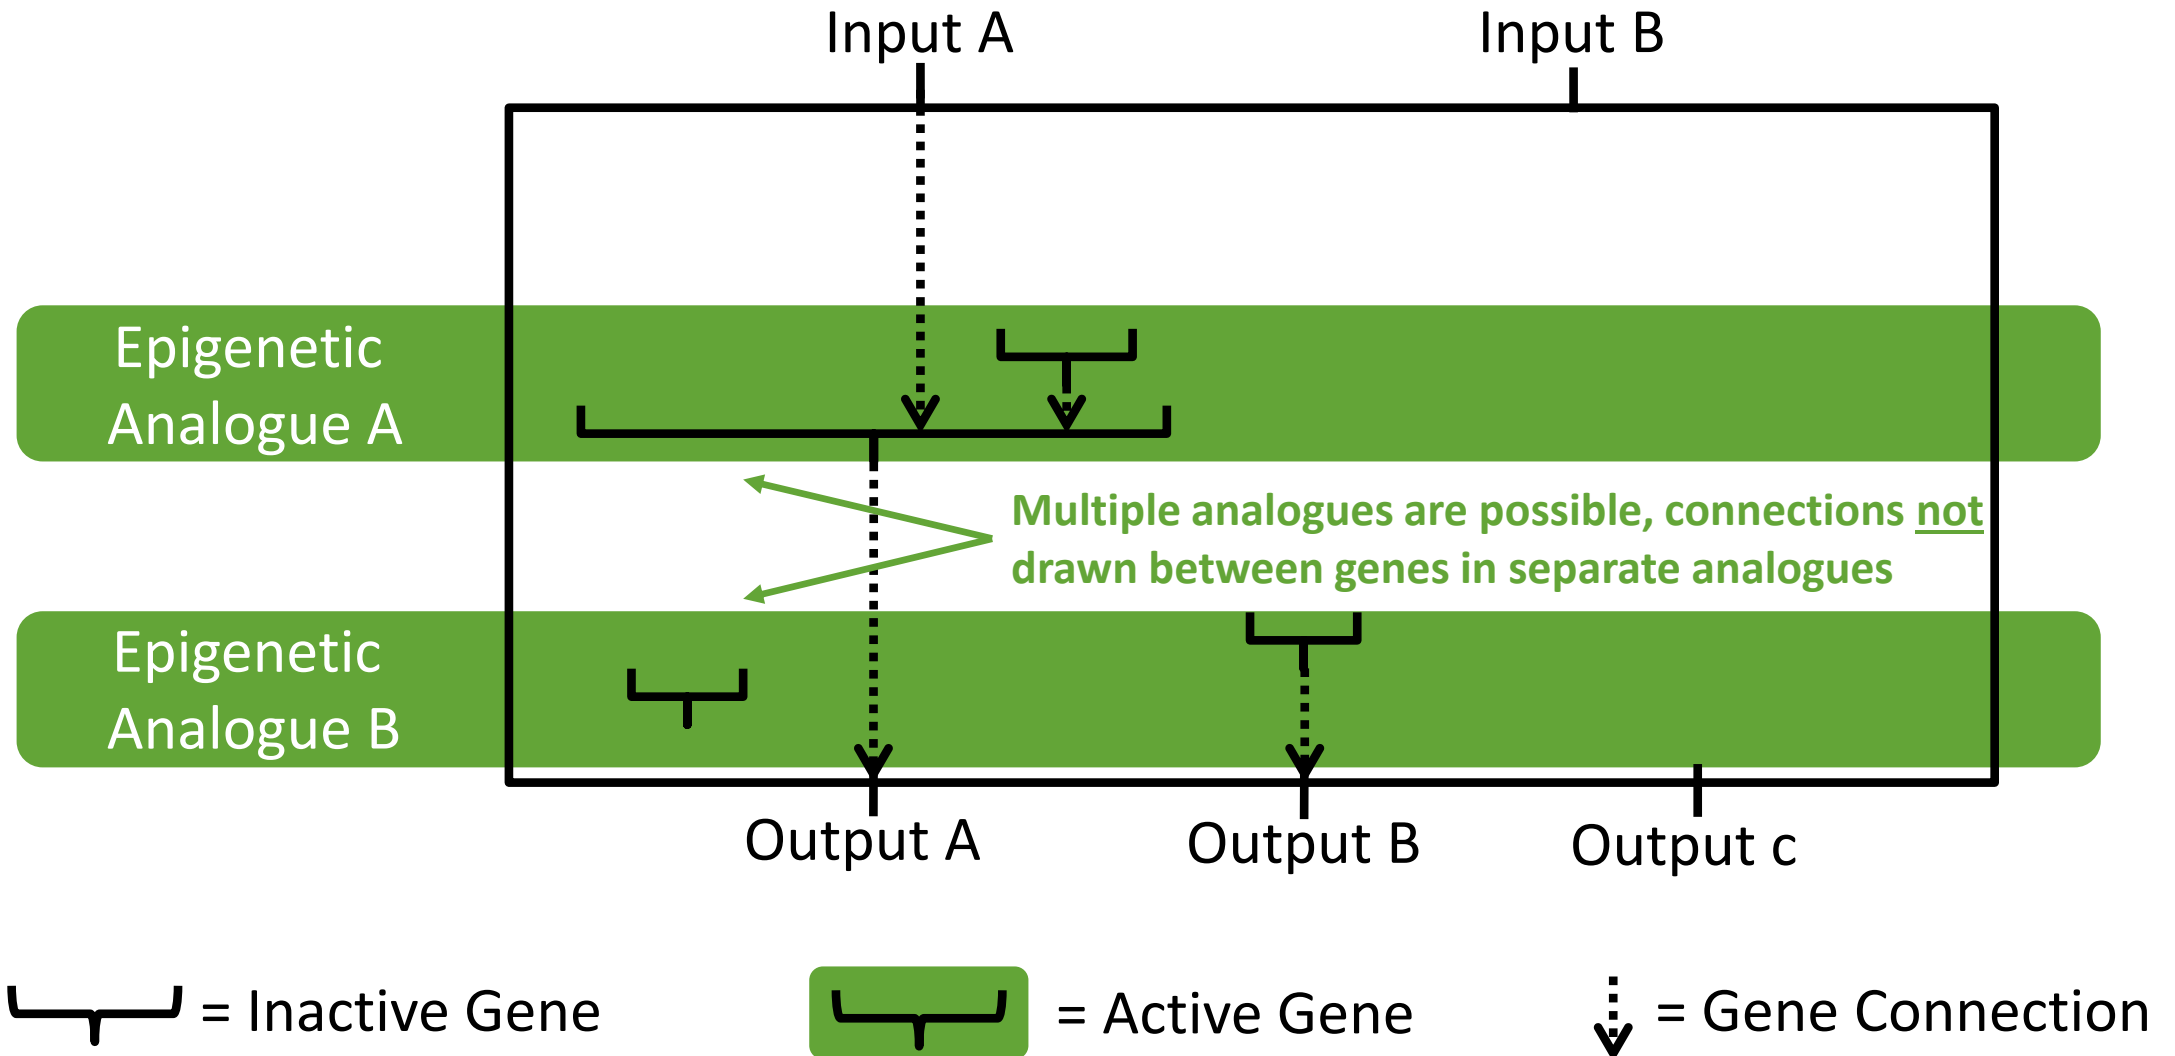 Input A
Input B
Epigenetic
Analogue A
Multiple analogues are possible, connections not
drawn between genes in separate analogues
Epigenetic
Analogue B
Output A
Output B
Output c
= Inactive Gene
= Active Gene
= Gene Connection